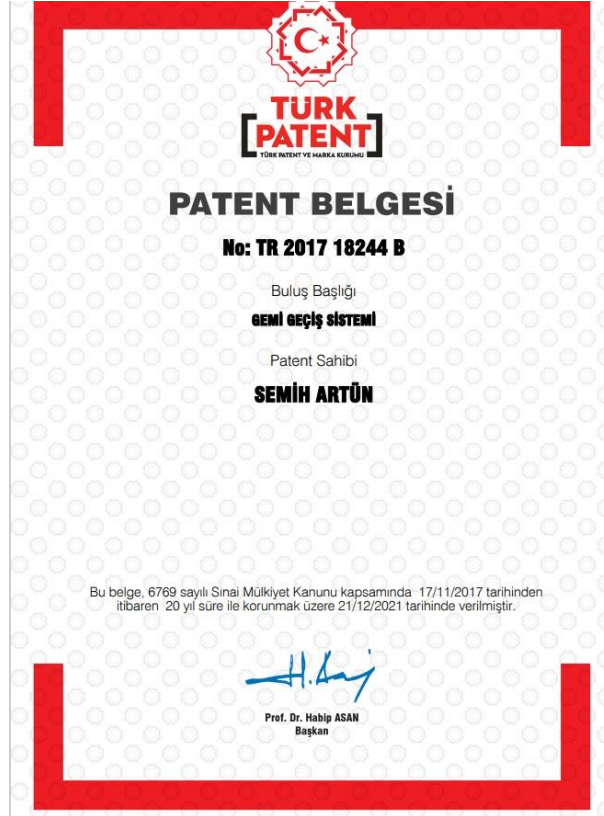 TÜRK
PATENT
TÜRK PATENT VE MARKA KURUMU
PATENT BELGESİ
No: TR 2017 18244 B
Buluş Başlığı
GEMİ GEÇİŞ SİSTEMİ
Patent Sahibi
SEMİH ARTÜN
Bu belge, 6769 sayılı Sınai Mülkiyet Kanunu kapsamında 17/11/2017 tarihinden
itibaren 20 yıl süre ile korunmak üzere 21/12/2021 tarihinde verilmiştir.
H. Asaj
Prof. Dr. Habip ASAN
Başkan